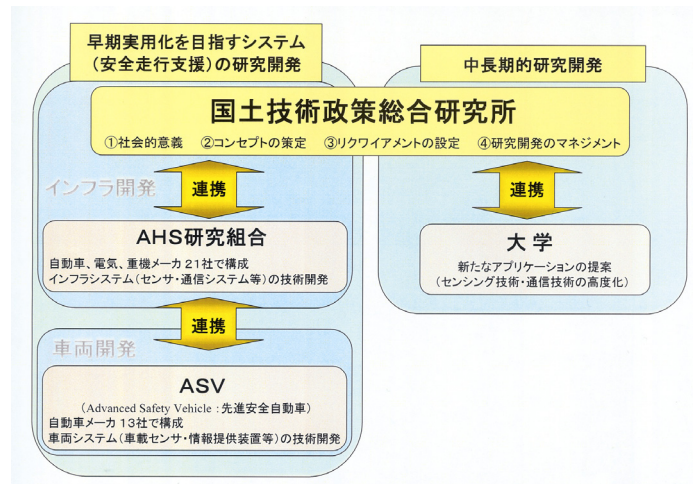 早期実用化を目指すシステム
（安全走行支援）の研究開発
中長期的研究開発
国土技術政策総合研究所
①社会的意義　②コンセプトの策定　③リクワイアメントの設定　④研究開発のマネジメント
インフラ開発
連携
連携
AHS研究組合
自動車、電気、重機メーカ21社で構成
インフラシステム（センサ・通信システム等）の技術開発
大学
新たなアプリケーションの提案
（センシング技術・通信技術の高度化）
連携
車両開発
ASV
（Advanced Safety Vehicle：先進安全自動車）
自動車メーカ13社で構成
車両システム（車載センサ・情報提供装置等）の技術開発